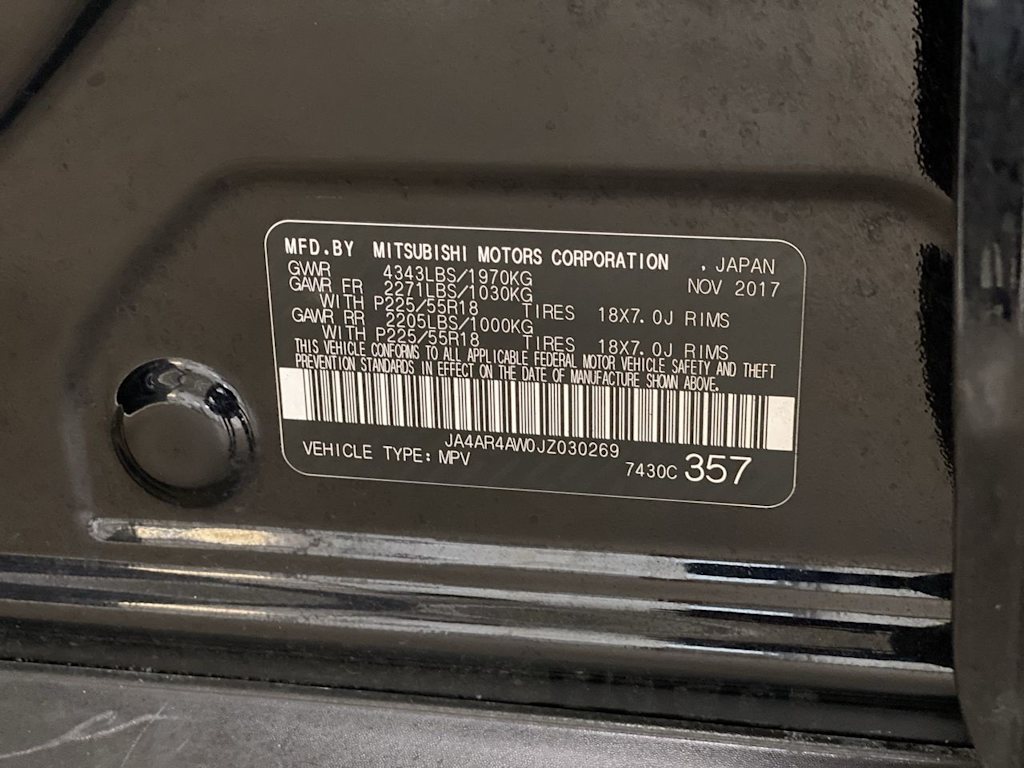 MFD.BY MITSUBISHI MOTORS CORPORATION , JAPAN
GVWR 4343LBS/1970KG NOV 2017
GAWR FR 2271LBS/1030KG
WITH P225/55R18 TIRES 18X7.0J RIMS
GAWR RR 2205LBS/1000KG
WITH P225/55R18 TIRES 18X7.0J RIMS
THIS VEHICLE CONFORMS TO ALL APPLICABLE FEDERAL MOTOR VEHICLE SAFETY AND THEFT
PREVENTION STANDARDS IN EFFECT ON THE DATE OF MANUFACTURE SHOWN ABOVE.
JA4AR4AW0JZ030269
VEHICLE TYPE: MPV 7430C 357